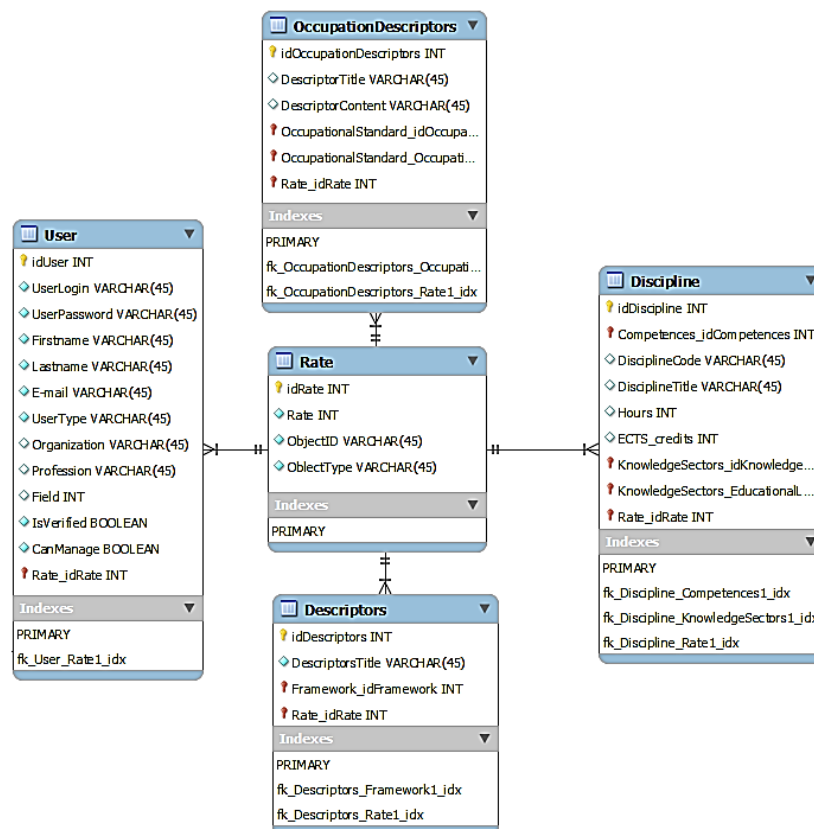 OccupationDescriptors
idOccupationDescriptors INT
DescriptorTitle VARCHAR(45)
DescriptorContent VARCHAR(45)
OccupationalStandard_idOccupa...
OccupationalStandard_Occupati...
Rate_idRate INT
Indexes
PRIMARY
fk_OccupationDescriptors_Occupati...
fk_OccupationDescriptors_Rate1_idx
User
idUser INT
UserLogin VARCHAR(45)
UserPassword VARCHAR(45)
Firstname VARCHAR(45)
Lastname VARCHAR(45)
E-mail VARCHAR(45)
UserType VARCHAR(45)
Organization VARCHAR(45)
Profession VARCHAR(45)
Field INT
IsVerified BOOLEAN
CanManage BOOLEAN
Rate_idRate INT
Indexes
PRIMARY
fk_User_Rate1_idx
Rate
idRate INT
Rate INT
ObjectID VARCHAR(45)
OblectType VARCHAR(45)
Indexes
PRIMARY
Discipline
idDiscipline INT
Competences_idCompetences INT
DisciplineCode VARCHAR(45)
DisciplineTitle VARCHAR(45)
Hours INT
ECTS_credits INT
KnowledgeSectors_idKnowledge...
KnowledgeSectors_EducationalL...
Rate_idRate INT
Indexes
PRIMARY
fk_Discipline_Competences1_idx
fk_Discipline_KnowledgeSectors1_idx
fk_Discipline_Rate1_idx
Descriptors
idDescriptors INT
DescriptorsTitle VARCHAR(45)
Framework_idFramework INT
Rate_idRate INT
Indexes
PRIMARY
fk_Descriptors_Framework1_idx
fk_Descriptors_Rate1_idx